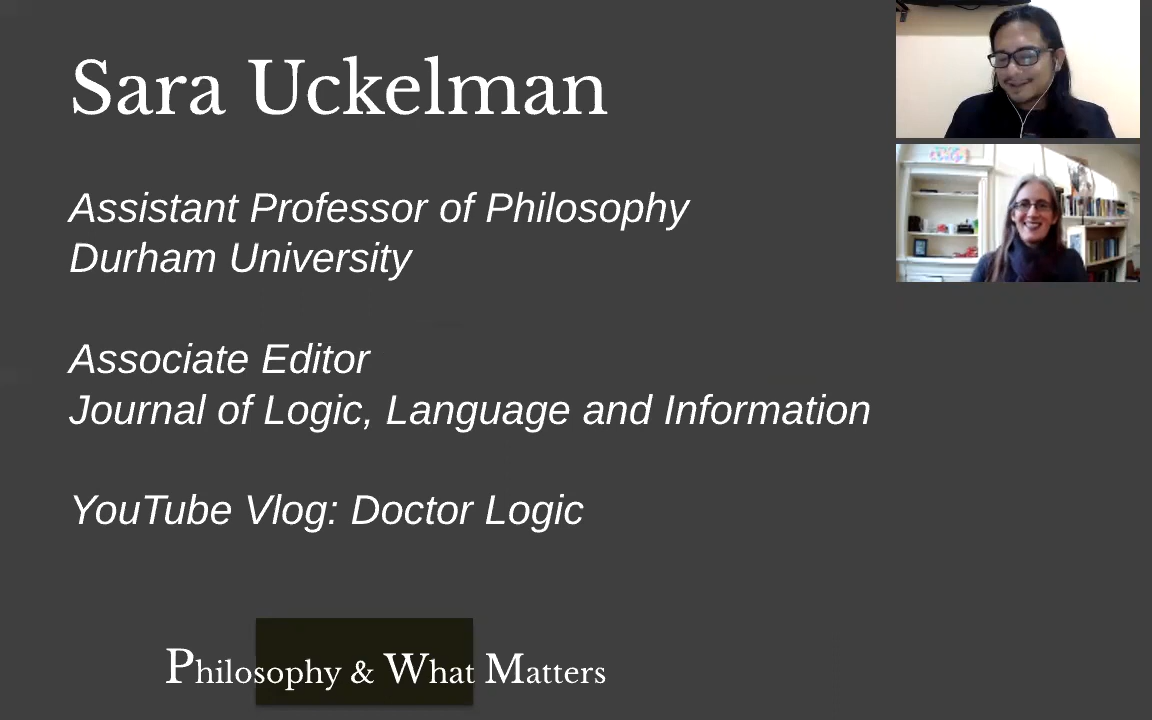 Sara Uckelman
Assistant Professor of Philosophy
Durham University
Associate Editor
Journal of Logic, Language and Information
YouTube Vlog: Doctor Logic
Philosophy & What Matters